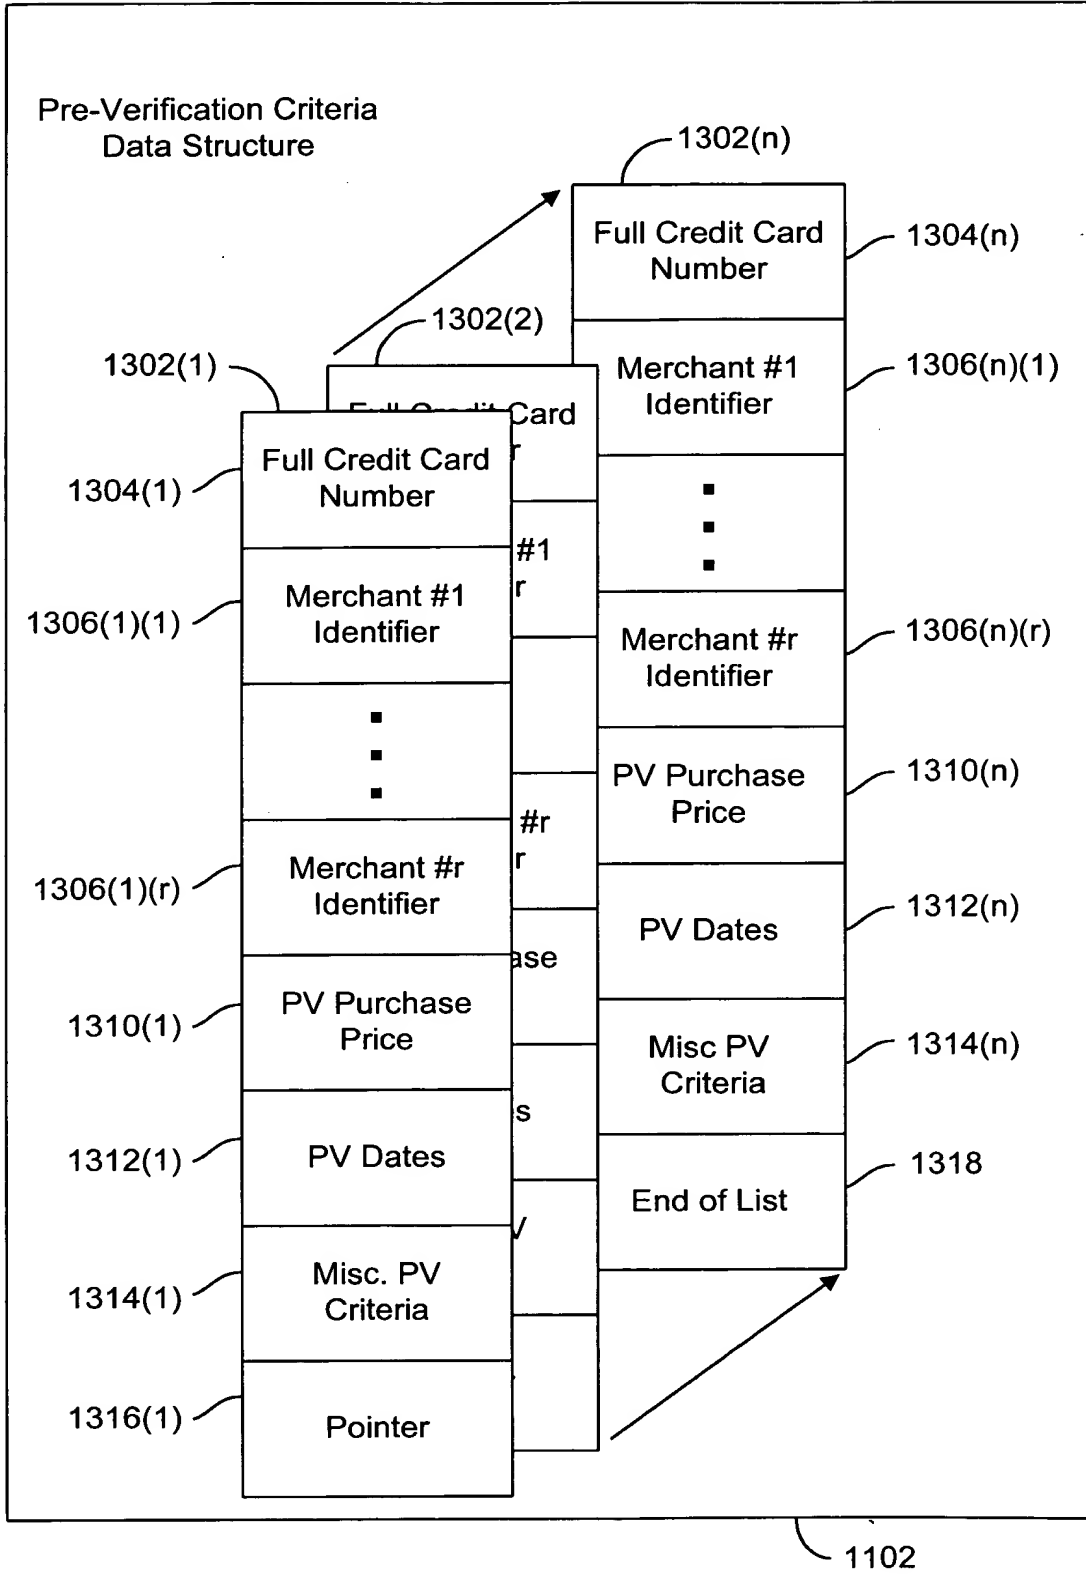 Pre-Verification Criteria
Data Structure
1302(n)
Full Credit Card
Number
1304(n)
Merchant #1
Identifier
1306(n)(1)
Merchant #r
Identifier
1306(n)(r)
PV Purchase
Price
1310(n)
PV Dates
1312(n)
Misc PV
Criteria
1314(n)
End of List
1318
1302(2)
Full Credit Card
r
#1
r
#r
r
ase
s
V
1302(1)
Full Credit Card
Number
1304(1)
Merchant #1
Identifier
1306(1)(1)
Merchant #r
Identifier
1306(1)(r)
PV Purchase
Price
1310(1)
PV Dates
1312(1)
Misc. PV
Criteria
1314(1)
Pointer
1316(1)
1102